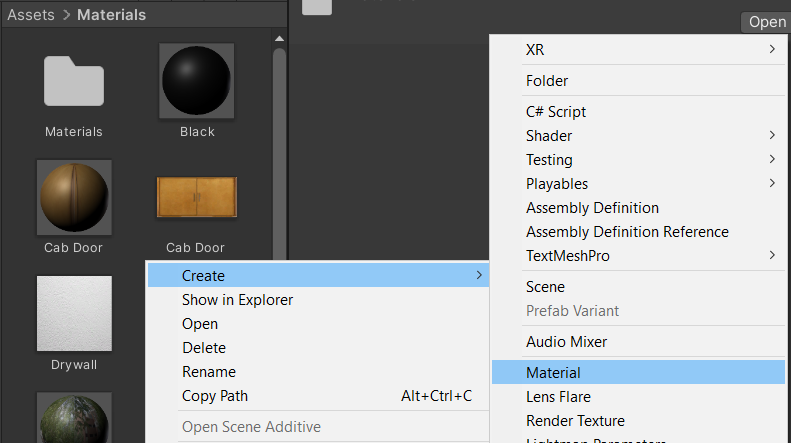 Assets > Materials
Materials
Black
Cab Door
Cab Door
Drywall
Create
Show in Explorer
Open
Delete
Rename
Copy Path Alt+Ctrl+C
Open Scene Additive
Open
XR
Folder
C# Script
Shader
Testing
Playables
Assembly Definition
Assembly Definition Reference
TextMeshPro
Scene
Prefab Variant
Audio Mixer
Material
Lens Flare
Render Texture
Lightmap Parameters